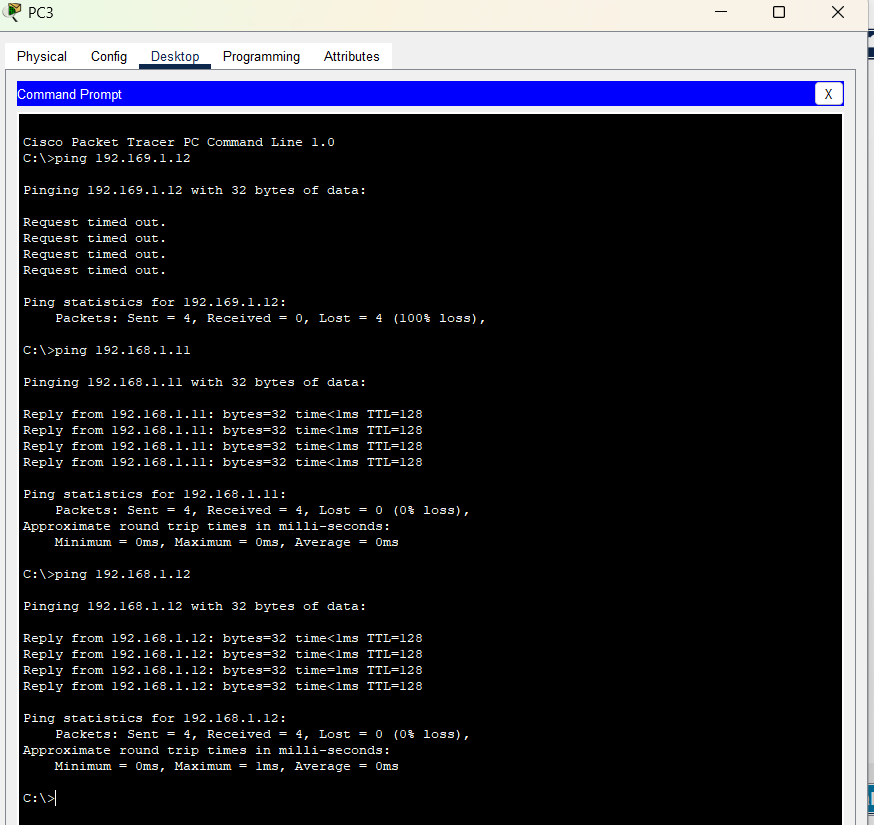 PC3
Physical Config Desktop Programming Attributes
Command Prompt X
Cisco Packet Tracer PC Command Line 1.0
C:\>ping 192.169.1.12
Pinging 192.169.1.12 with 32 bytes of data:
Request timed out.
Request timed out.
Request timed out.
Request timed out.
Ping statistics for 192.169.1.12:
    Packets: Sent = 4, Received = 0, Lost = 4 (100% loss),
C:\>ping 192.168.1.11
Pinging 192.168.1.11 with 32 bytes of data:
Reply from 192.168.1.11: bytes=32 time<1ms TTL=128
Reply from 192.168.1.11: bytes=32 time<1ms TTL=128
Reply from 192.168.1.11: bytes=32 time<1ms TTL=128
Reply from 192.168.1.11: bytes=32 time<1ms TTL=128
Ping statistics for 192.168.1.11:
    Packets: Sent = 4, Received = 4, Lost = 0 (0% loss),
Approximate round trip times in milli-seconds:
    Minimum = 0ms, Maximum = 0ms, Average = 0ms
C:\>ping 192.168.1.12
Pinging 192.168.1.12 with 32 bytes of data:
Reply from 192.168.1.12: bytes=32 time<1ms TTL=128
Reply from 192.168.1.12: bytes=32 time<1ms TTL=128
Reply from 192.168.1.12: bytes=32 time=1ms TTL=128
Reply from 192.168.1.12: bytes=32 time<1ms TTL=128
Ping statistics for 192.168.1.12:
    Packets: Sent = 4, Received = 4, Lost = 0 (0% loss),
Approximate round trip times in milli-seconds:
    Minimum = 0ms, Maximum = 1ms, Average = 0ms
C:\>